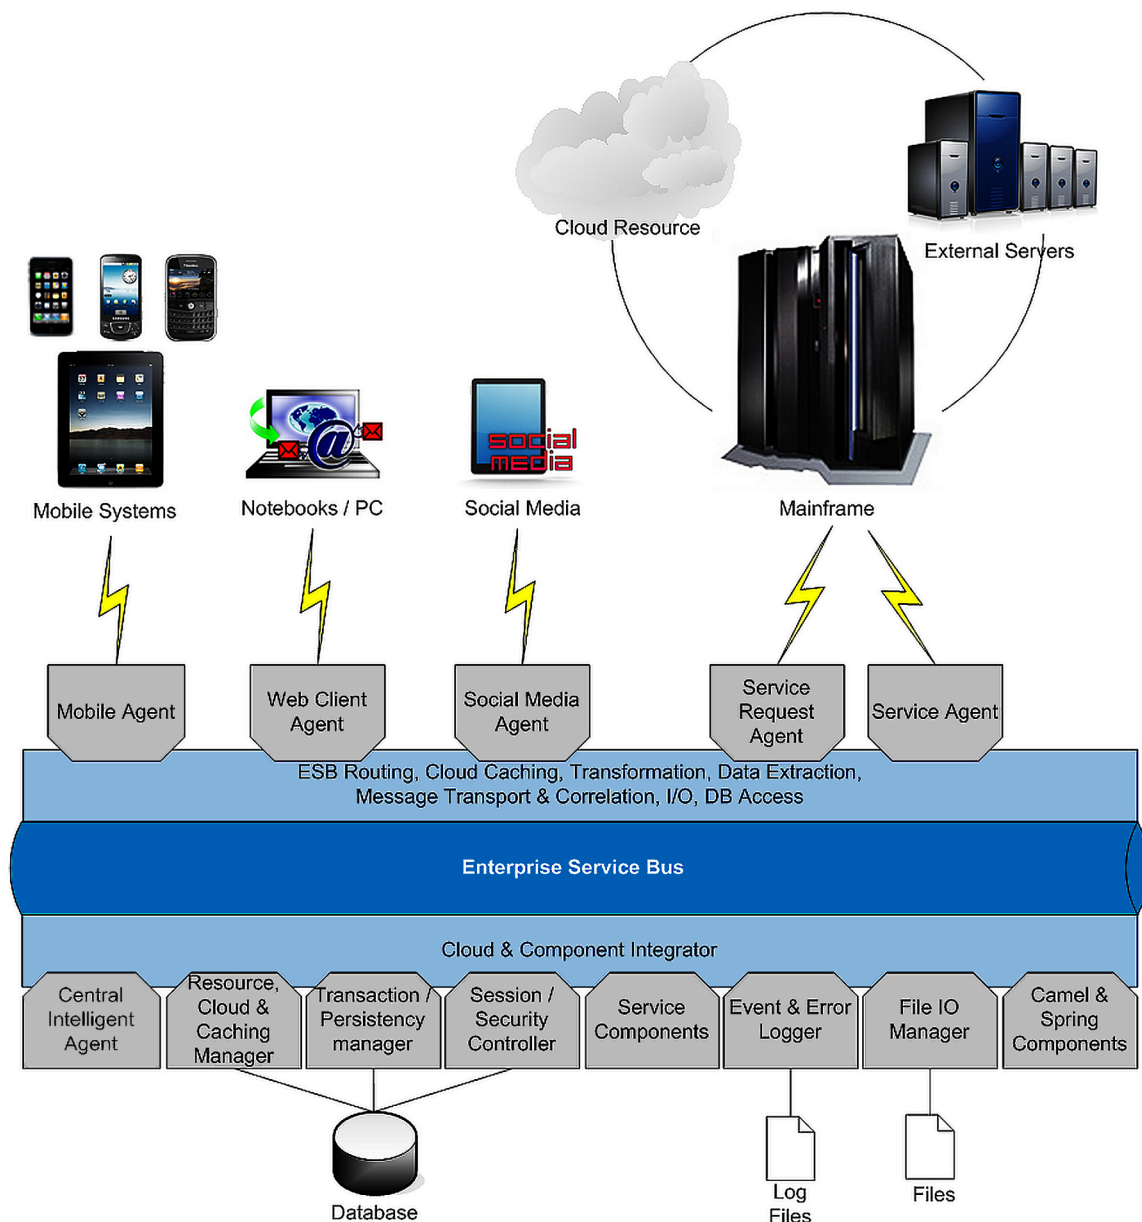 Cloud Resource
External Servers
Mobile Systems
Notebooks / PC
social
media
Social Media
Mainframe
Mobile Agent
Web Client
Agent
Social Media
Agent
Service
Request
Agent
Service Agent
ESB Routing, Cloud Caching, Transformation, Data Extraction,
Message Transport & Correlation, I/O, DB Access
Enterprise Service Bus
Cloud & Component Integrator
Central
Intelligent
Agent
Resource,
Cloud &
Caching
Manager
Transaction /
Persistency
manager
Session /
Security
Controller
Service
Components
Event & Error
Logger
File IO
Manager
Camel &
Spring
Components
Database
Log
Files
Files